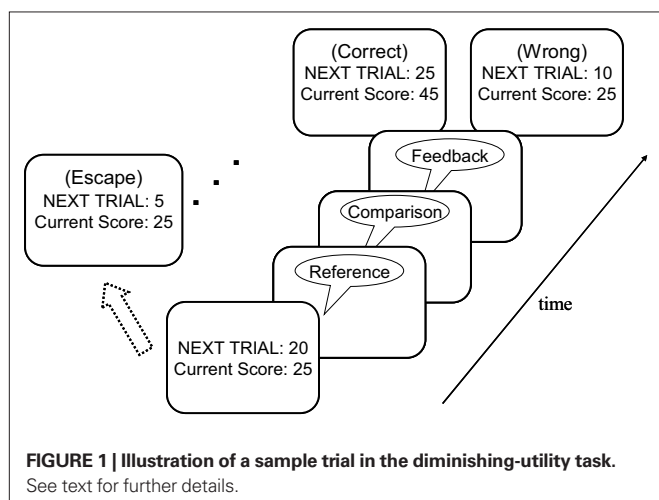 (Correct)
NEXT TRIAL: 25
Current Score: 45
(Wrong)
NEXT TRIAL: 10
Current Score: 25
Feedback
(Escape)
NEXT TRIAL: 5
Current Score: 25
Comparison
Reference
time
NEXT TRIAL: 20
Current Score: 25
FIGURE 1 | Illustration of a sample trial in the diminishing-utility task.
See text for further details.